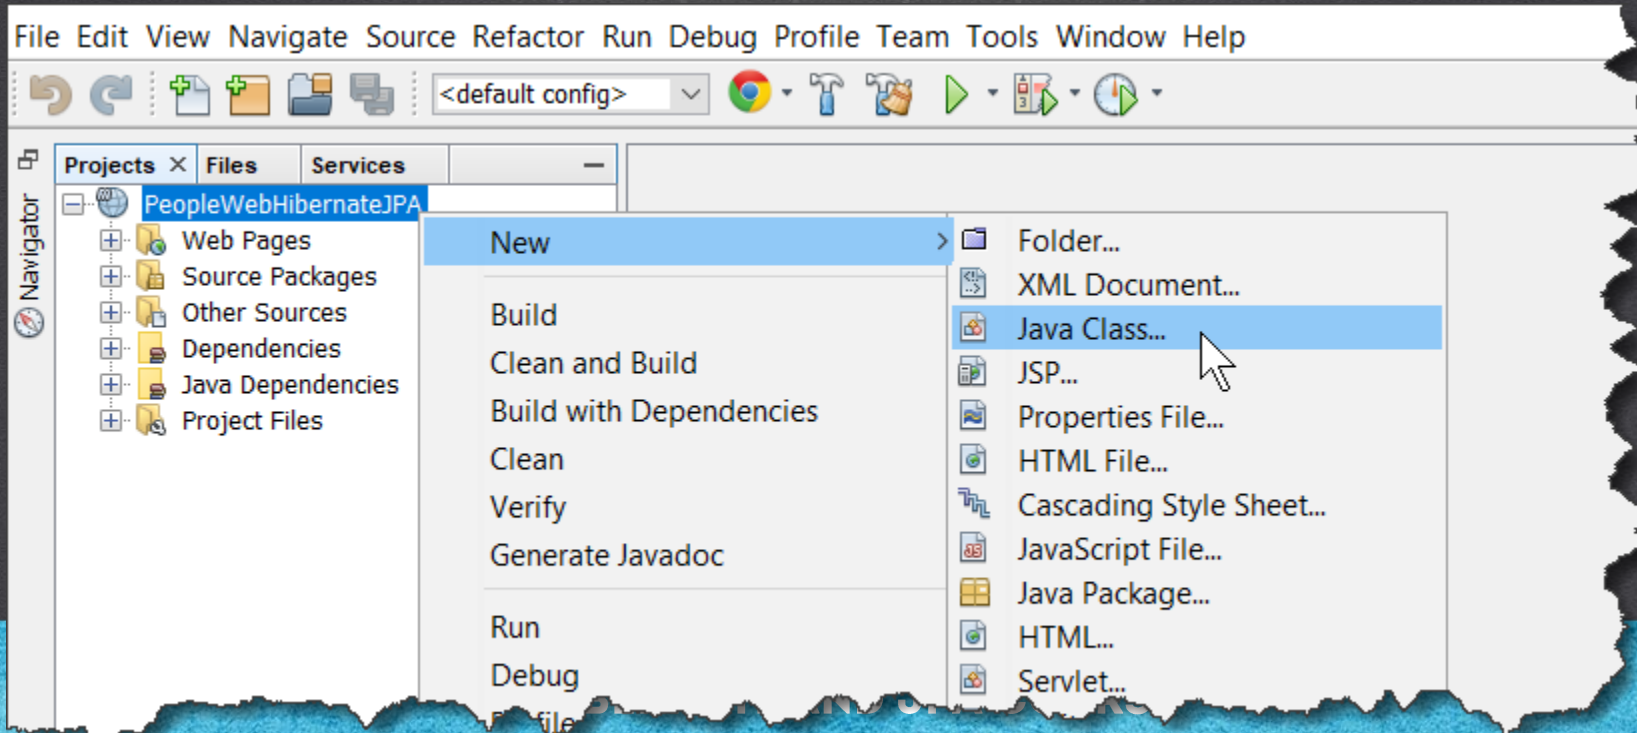 File Edit View Navigate Source Refactor Run Debug Profile Team Tools Window Help
<default config>
Projects
Files
Services
Navigator
PeopleWebHibernateJPA
Web Pages
Source Packages
Other Sources
Dependencies
Java Dependencies
Project Files
New
Build
Clean and Build
Build with Dependencies
Clean
Verify
Generate Javadoc
Run
Debug
Folder...
XML Document...
Java Class...
JSP...
Properties File...
HTML File...
Cascading Style Sheet...
JavaScript File...
Java Package...
HTML...
Servlet...